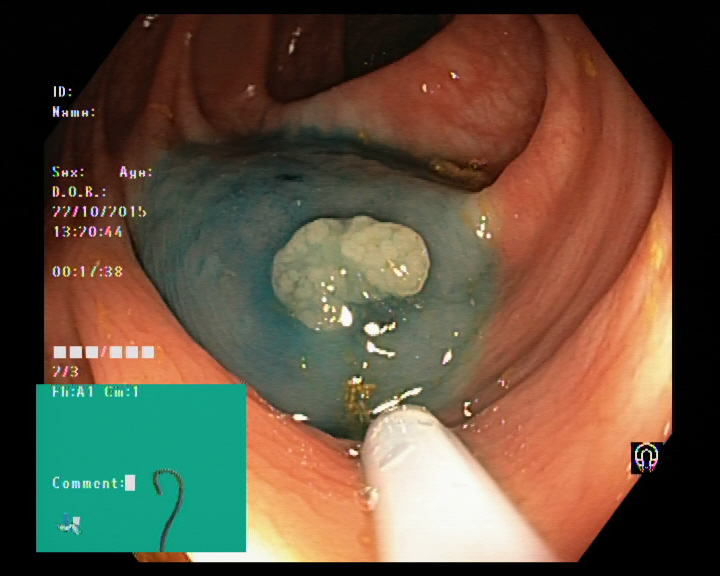 ID:
Name:
Sex: Age:
D.O.B.:
22/10/2015
13:20:44
00:17:38
■■■/■■■
2/3
Eh:A1 Cm:1
Comment: